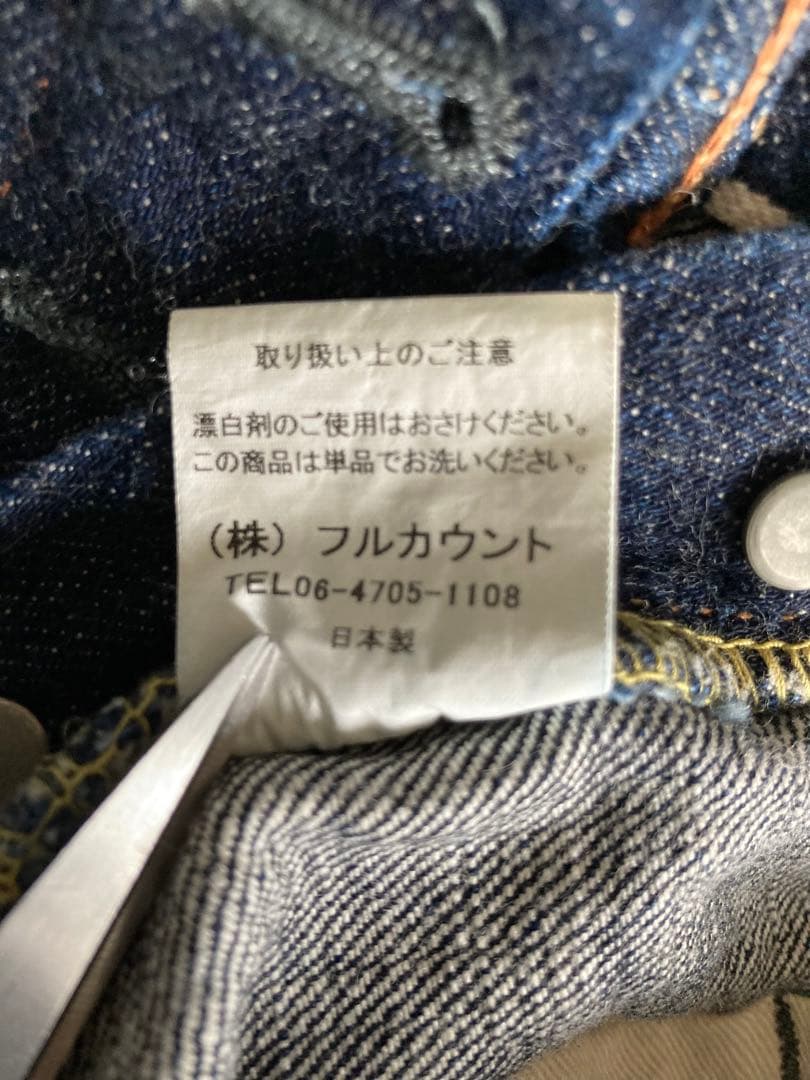 取り扱い上のご注意
漂白剤のご使用はおさけください。
この商品は単品でお洗いください。
（株）フルカウント
TEL06-4705-1108
日本製